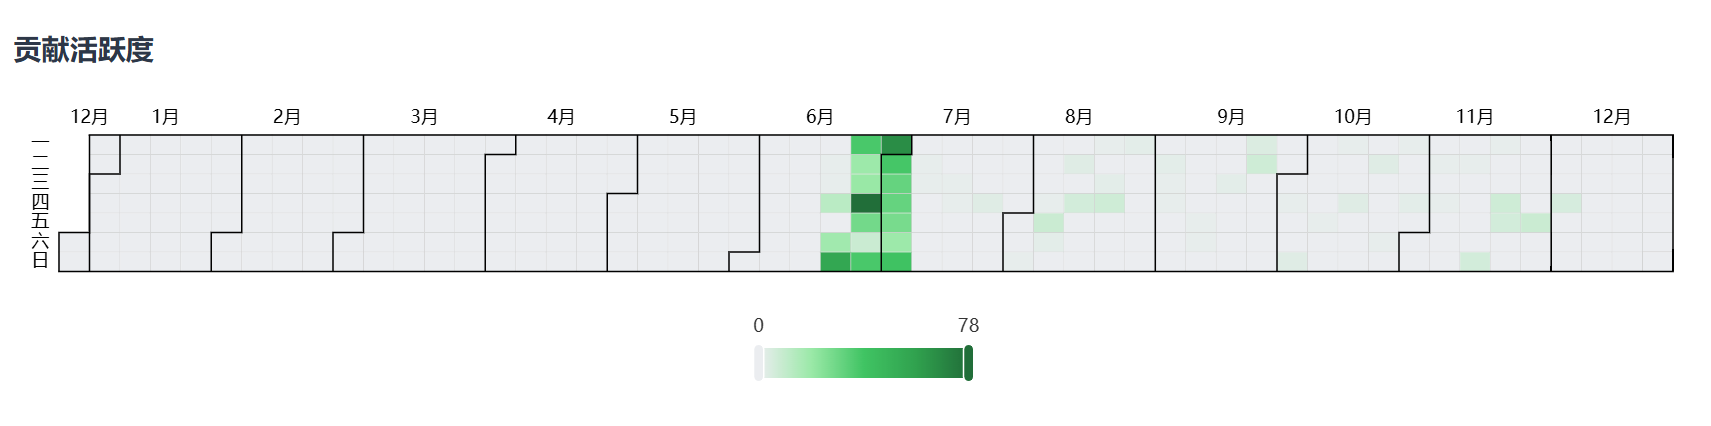 贡献活跃度
12月 1月 2月 3月 4月 5月 6月 7月 8月 9月 10月 11月 12月
一
二
三
四
五
六
日
0 78